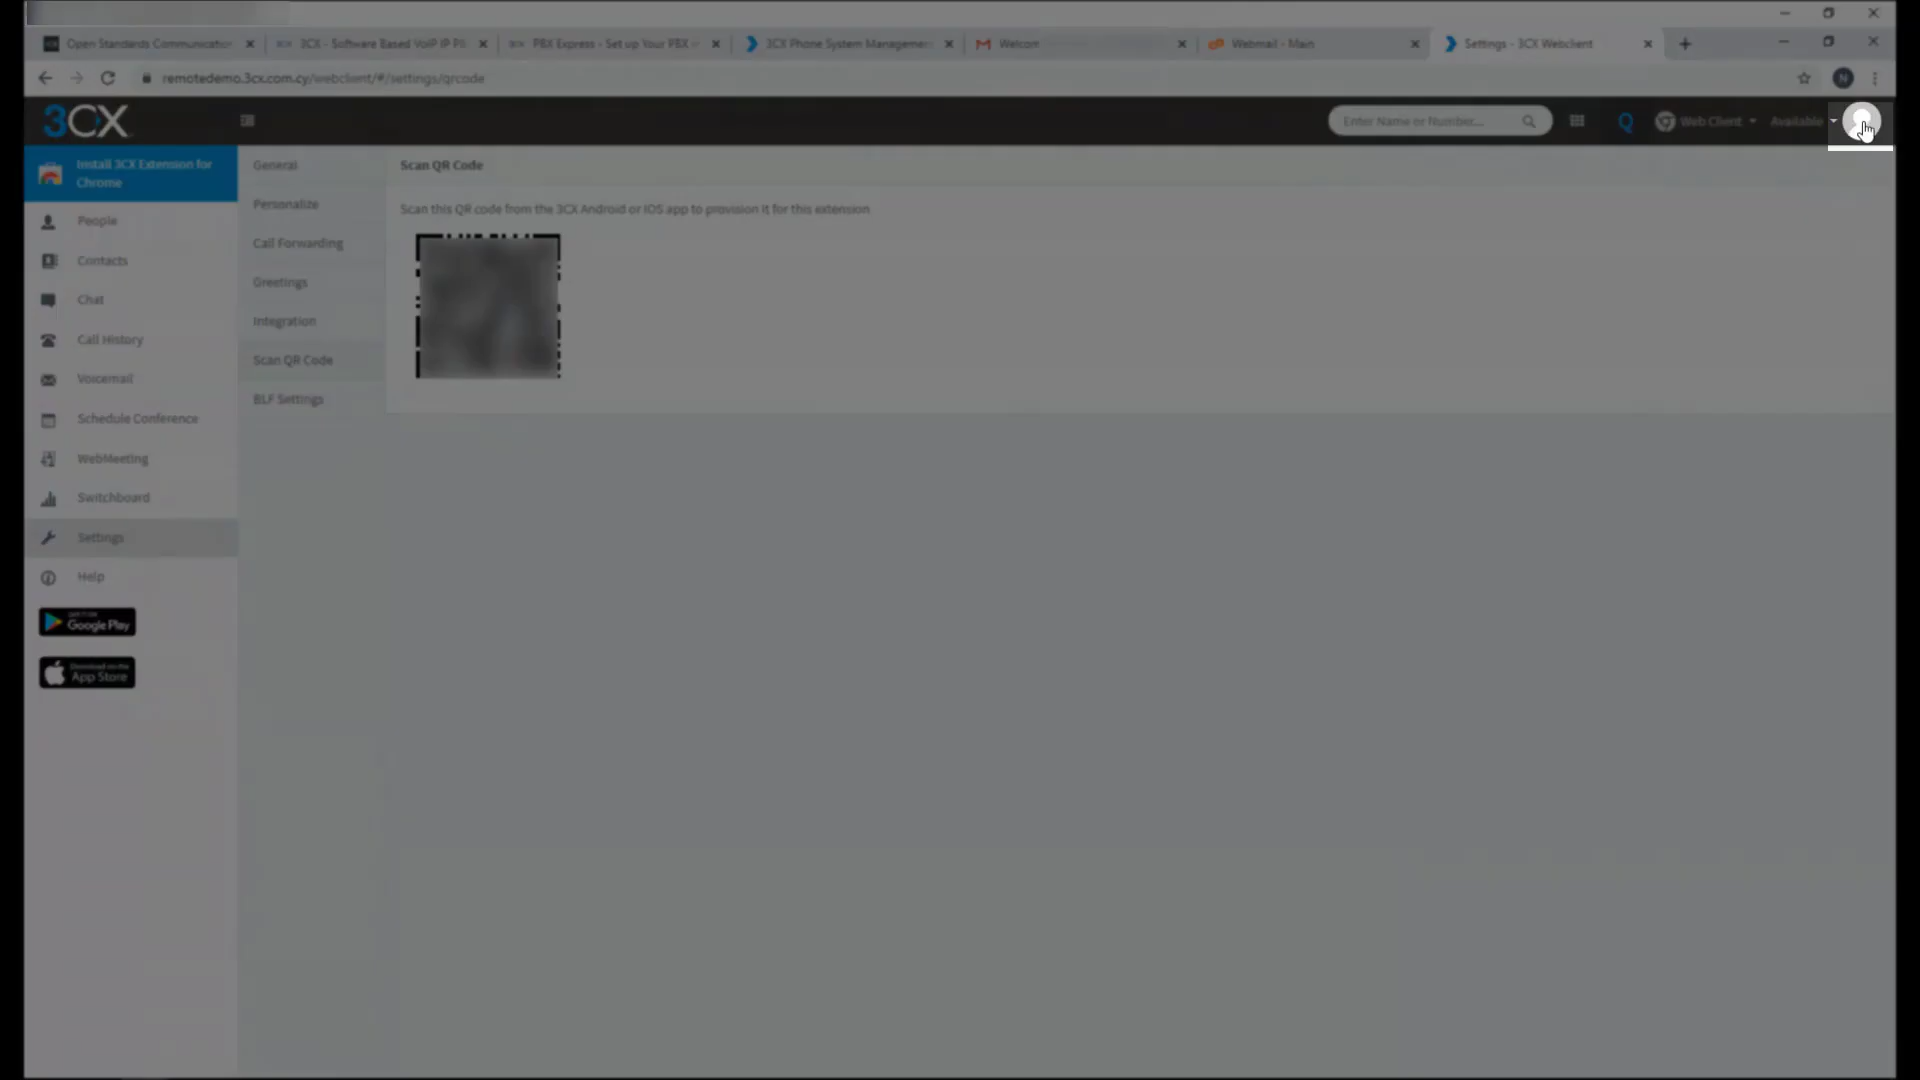 Open Standards Communication
3CX - Software Based VoIP IP PB
PBX Express - Set up Your PBX
3CX Phone System Management
Welcom
Webmail - Main
Settings - 3CX Webclient
remotedemo.3cx.com.cy/webclient/#/settings/qrcode
N
3CX
Enter Name or Number...
Web Client
Available
Install 3CX Extension for
Chrome
People
Contacts
Chat
Call History
Voicemail
Schedule Conference
WebMeeting
Switchboard
Settings
Help
GET IT ON
Google Play
Download on the
App Store
General
Personalize
Call Forwarding
Greetings
Integration
Scan QR Code
BLF Settings
Scan QR Code
Scan this QR code from the 3CX Android or IOS app to provision it for this extension